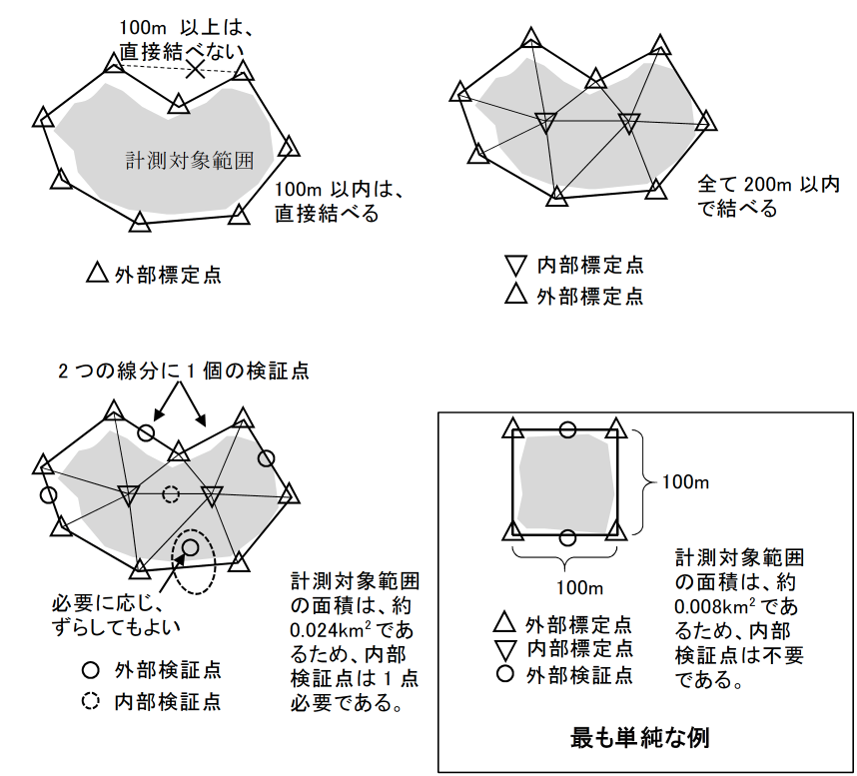 100m 以上は、
直接結べない
計測対象範囲
100m 以内は、
直接結べる
△ 外部標定点
全て 200m 以内
で結べる
▽ 内部標定点
△ 外部標定点
2 つの線分に 1 個の検証点
必要に応じ、
ずらしてもよい
○ 外部検証点
内部検証点
計測対象範囲
の面積は、約
0.024km² であ
るため、内部
検証点は 1 点
必要である。
100m
100m
△ 外部標定点
▽ 内部標定点
○ 外部検証点
計測対象範囲
の面積は、約
0.008km² であ
るため、内部
検証点は不要
である。
最も単純な例